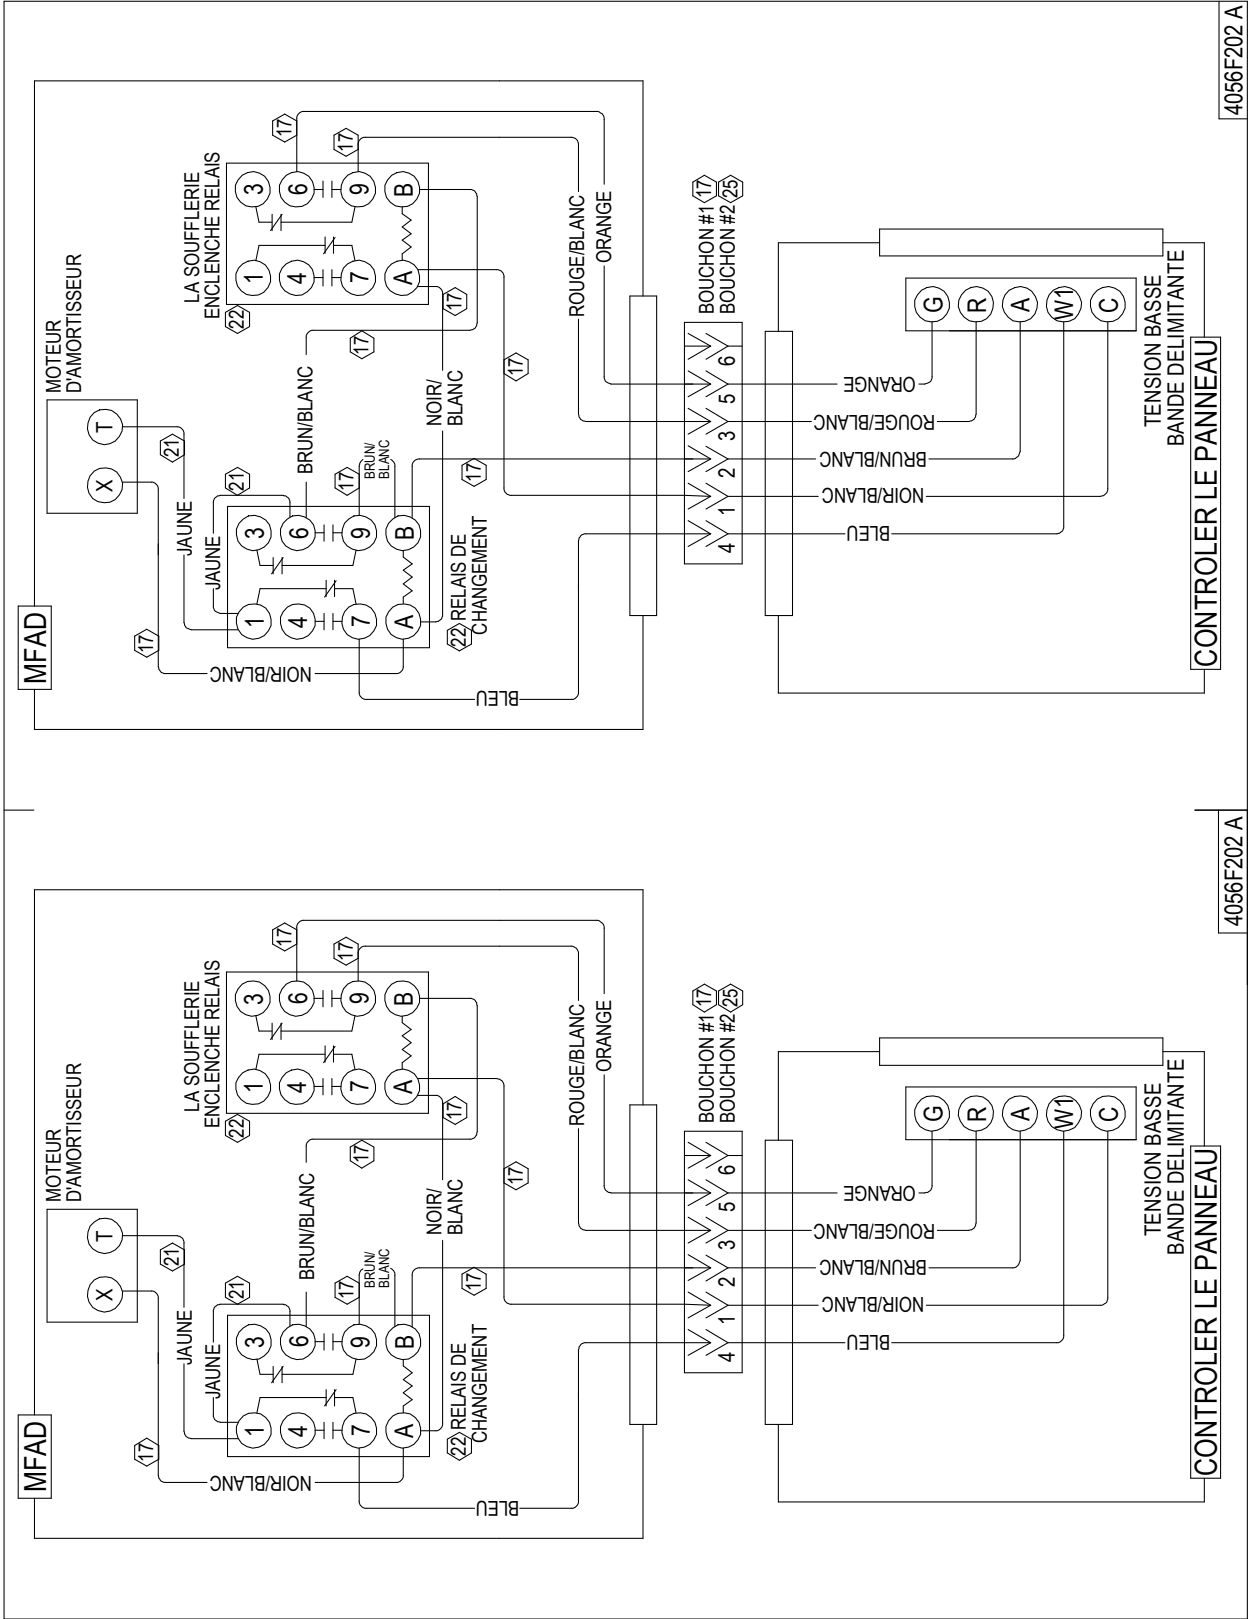 MFAD
MOTEUR
D'AMORTISSEUR
X
T
LA SOUFFLERIE
ENCLENCHE RELAIS
22
1
3
4
6
7
9
A
B
17
17
17
17
17
17
17
17
21
21
JAUNE
JAUNE
BRUN/BLANC
BRUN/
BLANC
NOIR/
BLANC
1
3
4
6
7
9
A
B
22 RELAIS DE
CHANGEMENT
NOIR/BLANC
BLEU
ROUGE/BLANC
ORANGE
BOUCHON #1 17
BOUCHON #2 25
4
1
2
3
5
6
ORANGE
ROUGE/BLANC
BRUN/BLANC
NOIR/BLANC
BLEU
G
R
A
W1
C
TENSION BASSE
BANDE DELIMITANTE
CONTROLER LE PANNEAU
4056F202 A
MFAD
MOTEUR
D'AMORTISSEUR
X
T
LA SOUFFLERIE
ENCLENCHE RELAIS
22
1
3
4
6
7
9
A
B
17
17
17
17
17
17
17
17
21
21
JAUNE
JAUNE
BRUN/BLANC
BRUN/
BLANC
NOIR/
BLANC
1
3
4
6
7
9
A
B
22 RELAIS DE
CHANGEMENT
NOIR/BLANC
BLEU
ROUGE/BLANC
ORANGE
BOUCHON #1 17
BOUCHON #2 25
4
1
2
3
5
6
ORANGE
ROUGE/BLANC
BRUN/BLANC
NOIR/BLANC
BLEU
G
R
A
W1
C
TENSION BASSE
BANDE DELIMITANTE
CONTROLER LE PANNEAU
4056F202 A